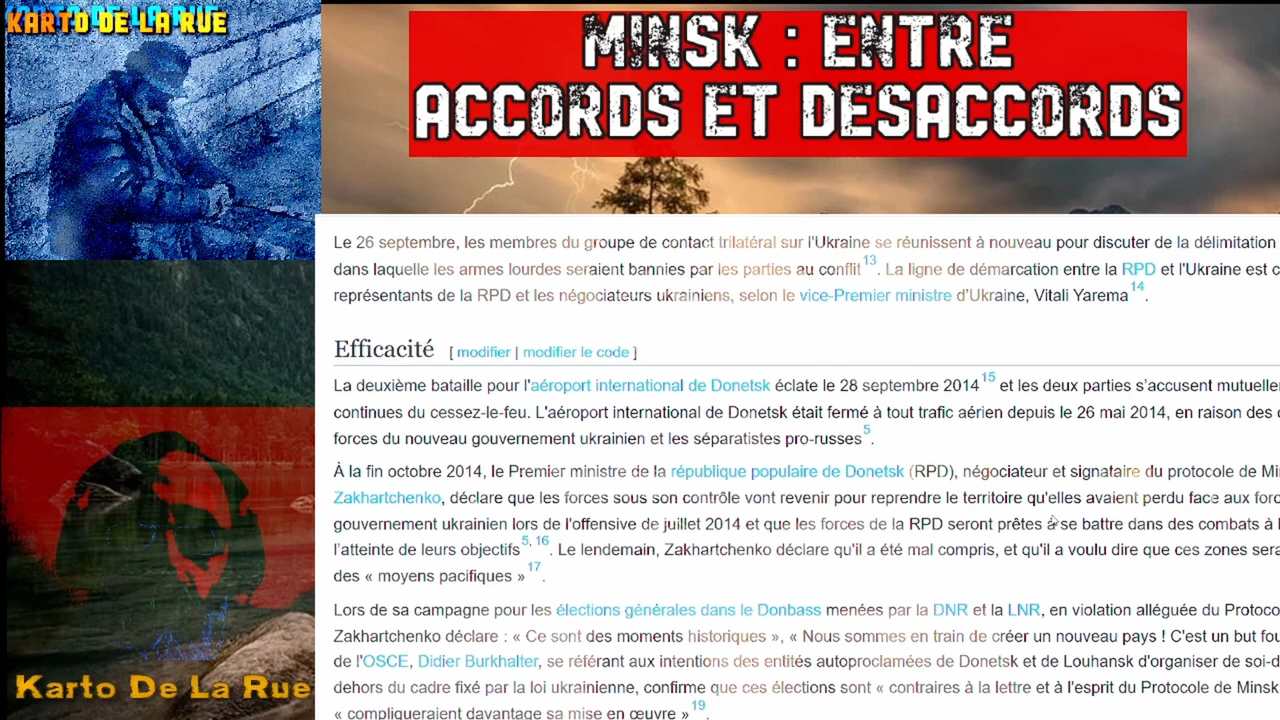 KARTO DE LA RUE
MINSK : ENTRE
ACCORDS ET DESACCORDS
Le 26 septembre, les membres du groupe de contact trilatéral sur l'Ukraine se réunissent à nouveau pour discuter de la délimitation
dans laquelle les armes lourdes seraient bannies par les parties au conflit13. La ligne de démarcation entre la RPD et l'Ukraine est
représentants de la RPD et les négociateurs ukrainiens, selon le vice-Premier ministre d'Ukraine, Vitali Yarema14.
Efficacité [ modifier | modifier le code ]
La deuxième bataille pour l'aéroport international de Donetsk éclate le 28 septembre 201415 et les deux parties s'accusent
continues du cessez-le-feu. L'aéroport international de Donetsk était fermé à tout trafic aérien depuis le 26 mai 2014, en raison des
forces du nouveau gouvernement ukrainien et les séparatistes pro-russes5.
À la fin octobre 2014, le Premier ministre de la république populaire de Donetsk (RPD), négociateur et signataire du protocole de
Zakhartchenko, déclare que les forces sous son contrôle vont revenir pour reprendre le territoire qu'elles avaient perdu face aux
gouvernement ukrainien lors de l'offensive de juillet 2014 et que les forces de la RPD seront prêtes à se battre dans des combats à
l'atteinte de leurs objectifs5, 16. Le lendemain, Zakhartchenko déclare qu'il a été mal compris, et qu'il a voulu dire que ces zones
des « moyens pacifiques »17.
Lors de sa campagne pour les élections générales dans le Donbass menées par la DNR et la LNR, en violation alléguée du
Zakhartchenko déclare : « Ce sont des moments historiques », « Nous sommes en train de créer un nouveau pays ! C'est un but
de l'OSCE, Didier Burkhalter, se référant aux intentions des entités autoproclamées de Donetsk et de Louhansk d'organiser de
dehors du cadre fixé par la loi ukrainienne, confirme que ces élections sont « contraires à la lettre et à l'esprit du Protocole de Minsk
« compliqueraient davantage sa mise en œuvre »19.
Karto De La Rue